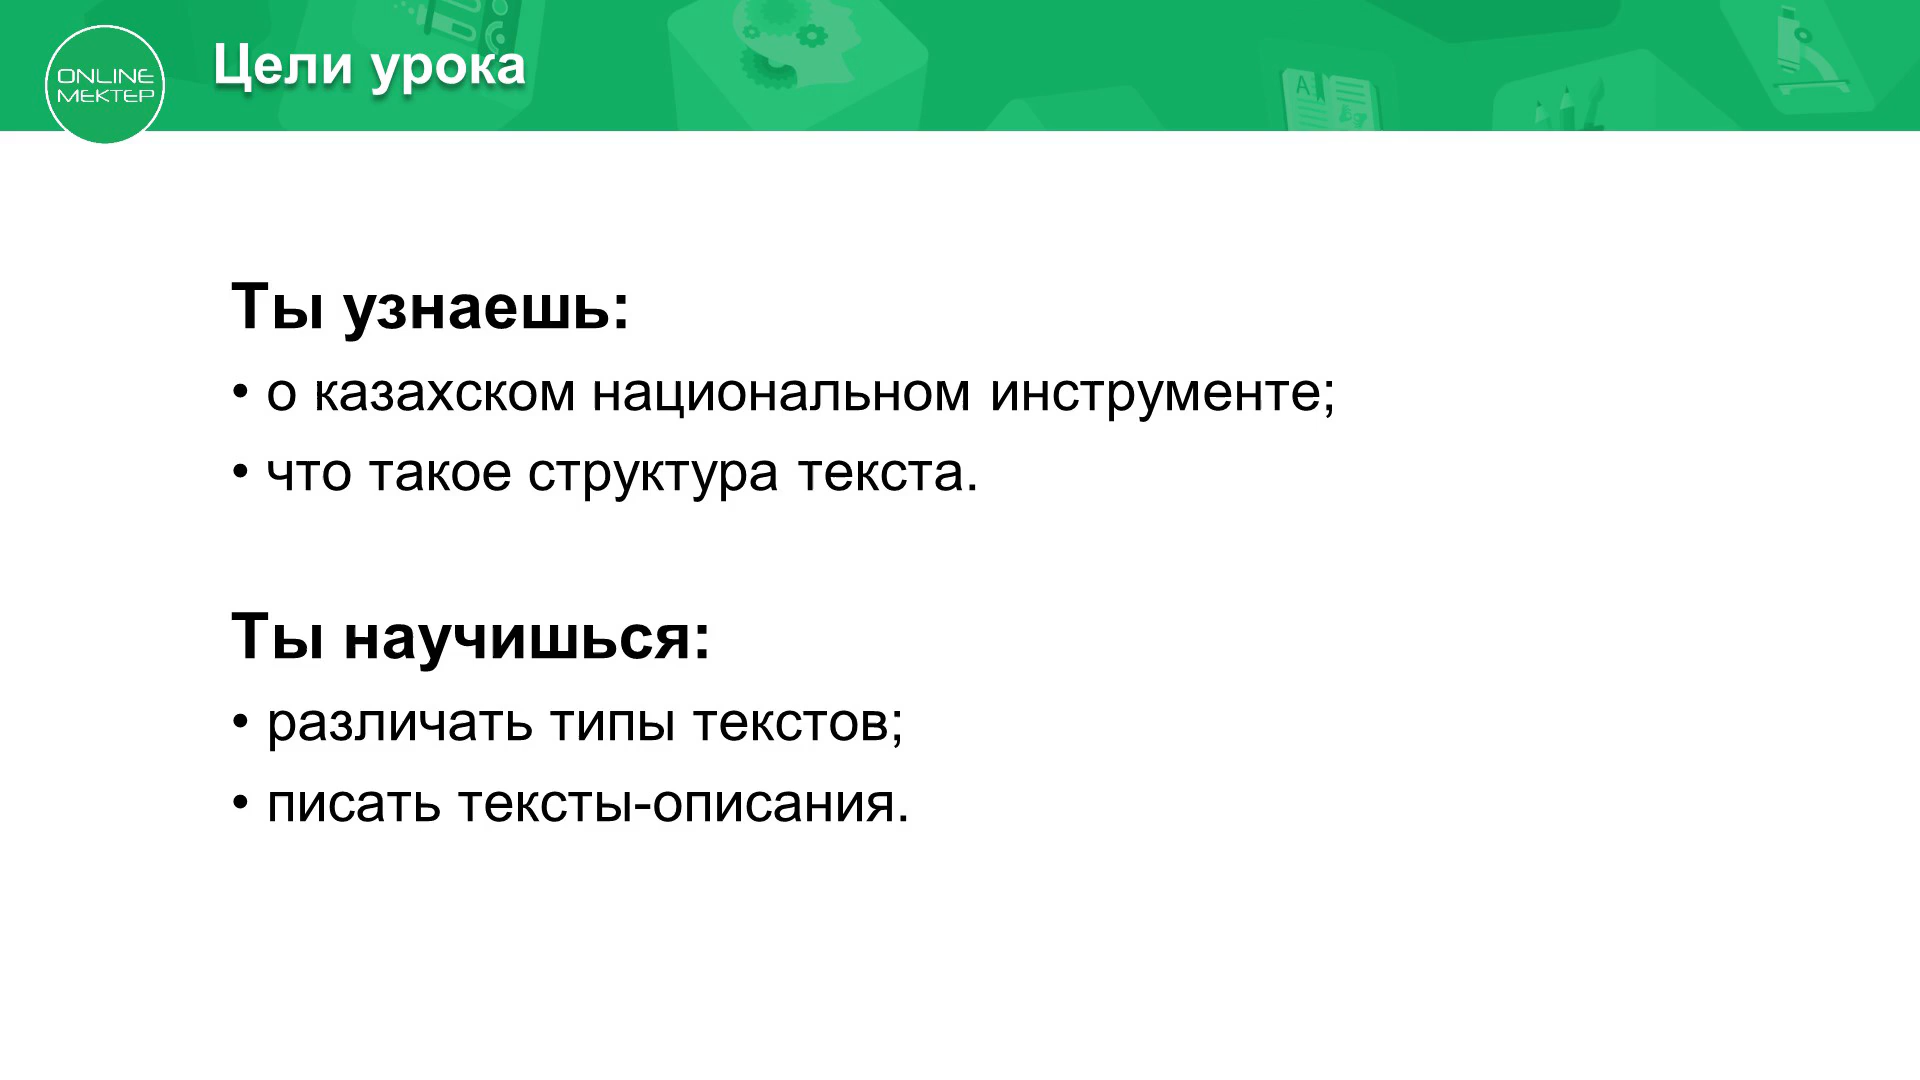 ONLINE
MEKTEP
Цели урока
Ты узнаешь:
• о казахском национальном инструменте;
• что такое структура текста.
Ты научишься:
• различать типы текстов;
• писать тексты-описания.